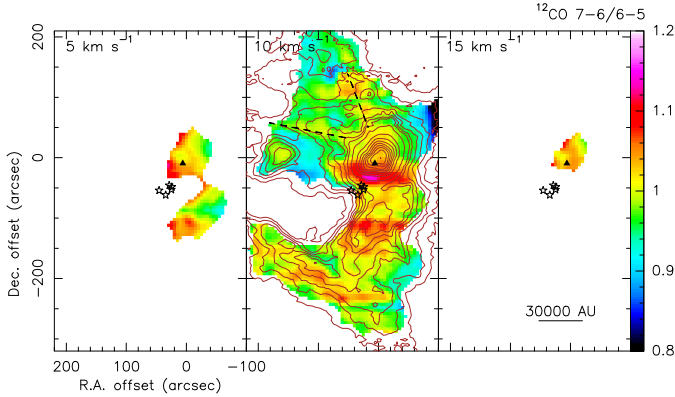 ¹²CO 7−6/6−5
5 km s⁻¹
10 km s⁻¹
15 km s⁻¹
200
0
−200
Dec. offset (arcsec)
30000 AU
1.2
1.1
1
0.9
0.8
200 100 0 −100
−100
R.A. offset (arcsec)